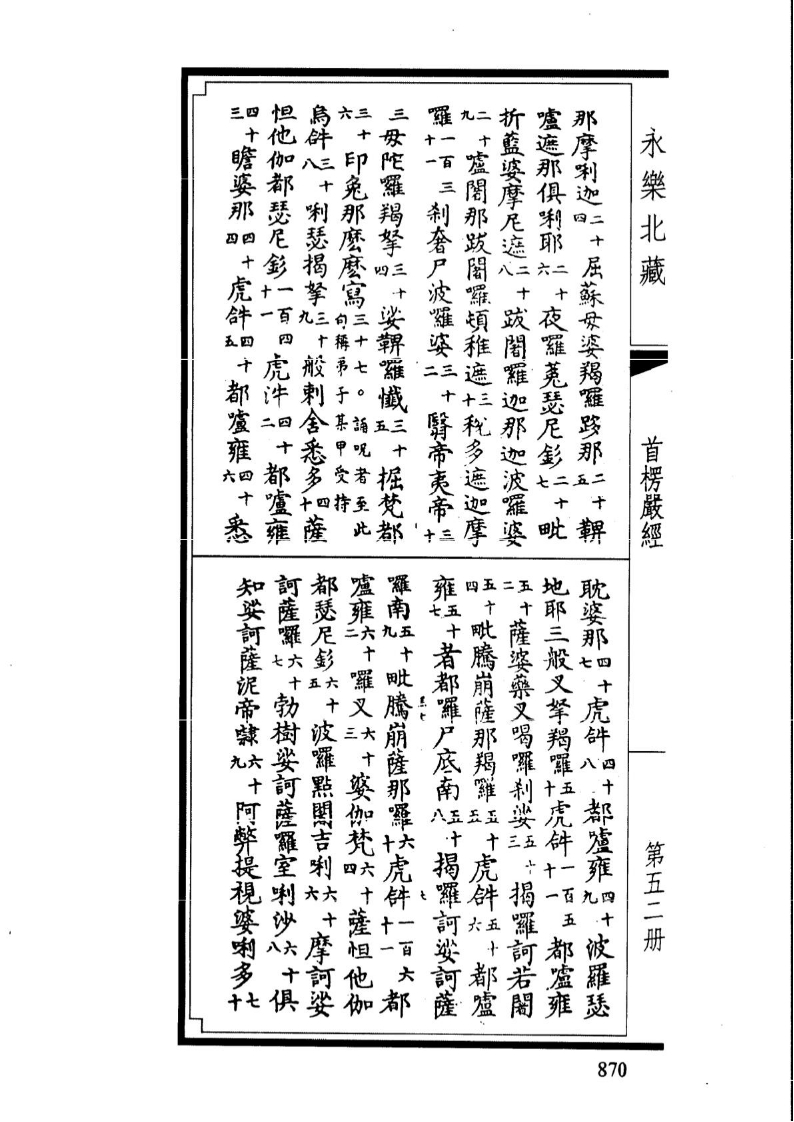 永樂北藏
首楞嚴經
第五二册
那摩唎迦二十四屈蘇母婆羯囉跢那二十五鞞
嚧遮那俱唎耶二十六夜囉菟瑟尼釤二十七毗
折藍婆摩尼遮二十八跋闍囉迦那迦波囉婆
二十九嚧闍那跋闍囉頓稚遮三十稅多遮迦摩
囉一百三十一剎奢尸波囉婆三十二翳帝夷帝三十
三毋陀囉羯拏三十四娑鞞囉懺三十五掘梵都
三十六印兔那麽麽寫三十七。誦呪者至此句稱弟子某甲受持
烏𤙖三十八唎瑟揭拏三十九般剌舍悉多四十薩
怛他伽都瑟尼釤一百四十一虎𤙖四十二都嚧雍
四十三瞻婆那四十四虎𤙖四十五都嚧雍四十六悉
耽婆那四十七虎𤙖四十八都嚧雍四十九波羅瑟
地耶三般叉拏羯囉五十虎𤙖一百五十一都嚧雍
五十二薩婆藥叉喝囉剎娑五十三揭囉訶若闍
五十四毗騰崩薩那羯囉五十五虎𤙖五十六都嚧
雍五十七者都囉尸底南五十八揭囉訶娑訶薩
囉南五十九毗騰崩薩那囉六十虎𤙖一百六十一都
嚧雍六十二囉叉六十三婆伽梵六十四薩怛他伽
都瑟尼釤六十五波囉點闍吉唎六十六摩訶娑
訶薩囉六十七勃樹娑訶薩囉室唎沙六十八俱
知娑訶薩泥帝㘑六十九阿弊提視婆唎多七十
870